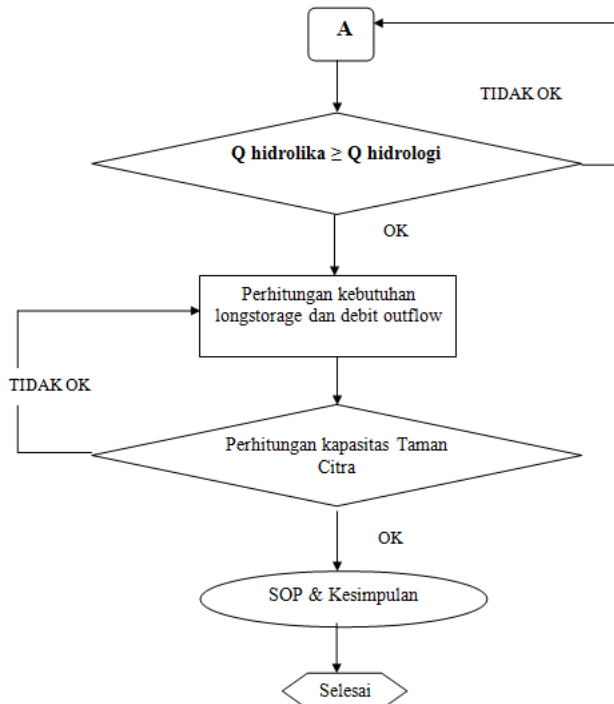 A
TIDAK OK
Q hidrolika ≥ Q hidrologi
OK
Perhitungan kebutuhan
longstorage dan debit outflow
TIDAK OK
Perhitungan kapasitas Taman
Citra
OK
SOP & Kesimpulan
Selesai